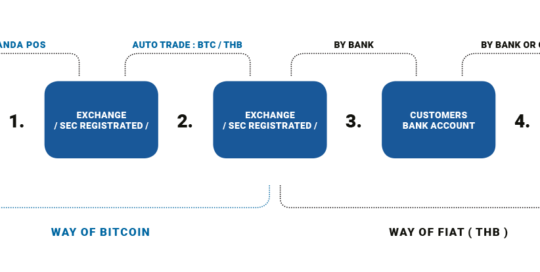 ANDA POS
AUTO TRADE : BTC / THB
BY BANK
BY BANK OR
1.
EXCHANGE
/ SEC REGISTRATED /
2.
EXCHANGE
/ SEC REGISTRATED /
3.
CUSTOMERS
BANK ACCOUNT
4.
WAY OF BITCOIN
WAY OF FIAT ( THB )